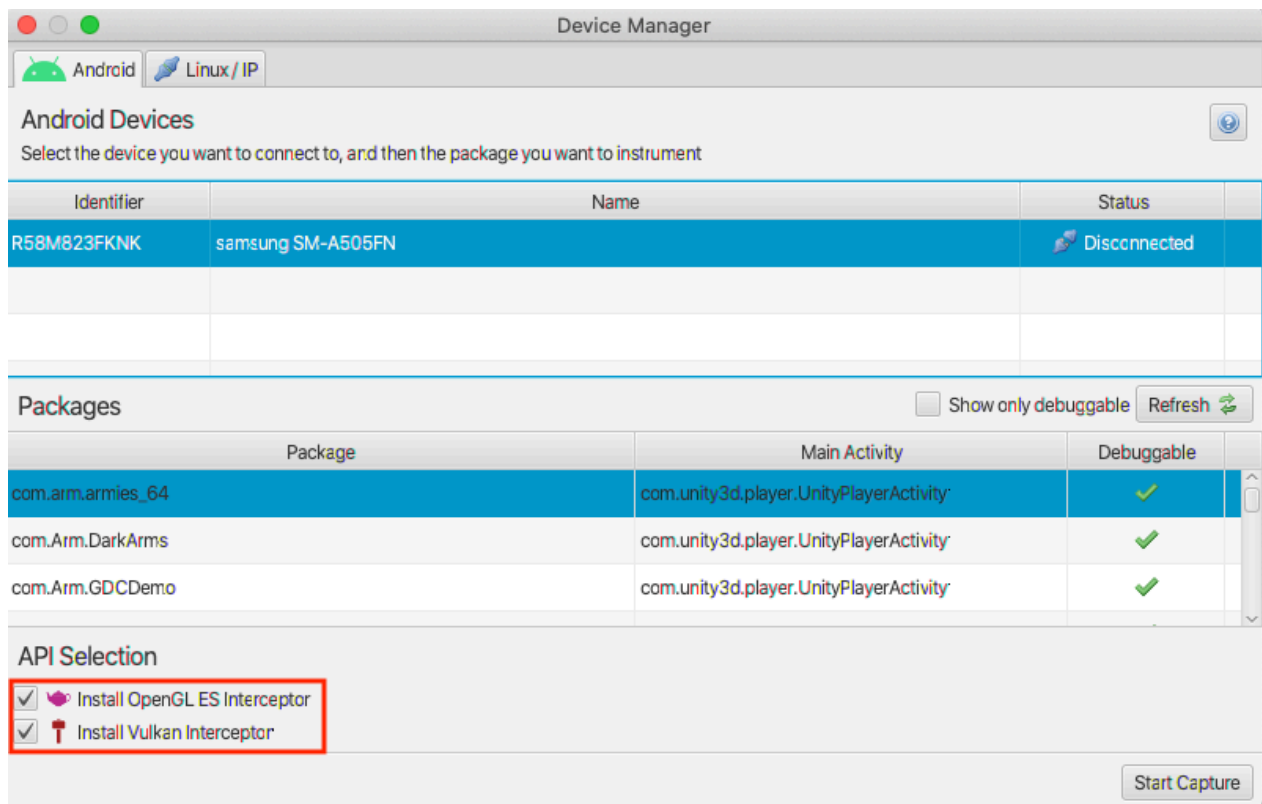 Device Manager
Android Linux / IP
Android Devices
Select the device you want to connect to, and then the package you want to instrument
Identifier Name Status
R58M823FKNK samsung SM-A505FN Disconnected
Packages Show only debuggable Refresh
Package Main Activity Debuggable
com.arm.armies_64 com.unity3d.player.UnityPlayerActivity
com.Arm.DarkArms com.unity3d.player.UnityPlayerActivity
com.Arm.GDCDemo com.unity3d.player.UnityPlayerActivity
API Selection
Install OpenGL ES Interceptor
Install Vulkan Interceptor
Start Capture